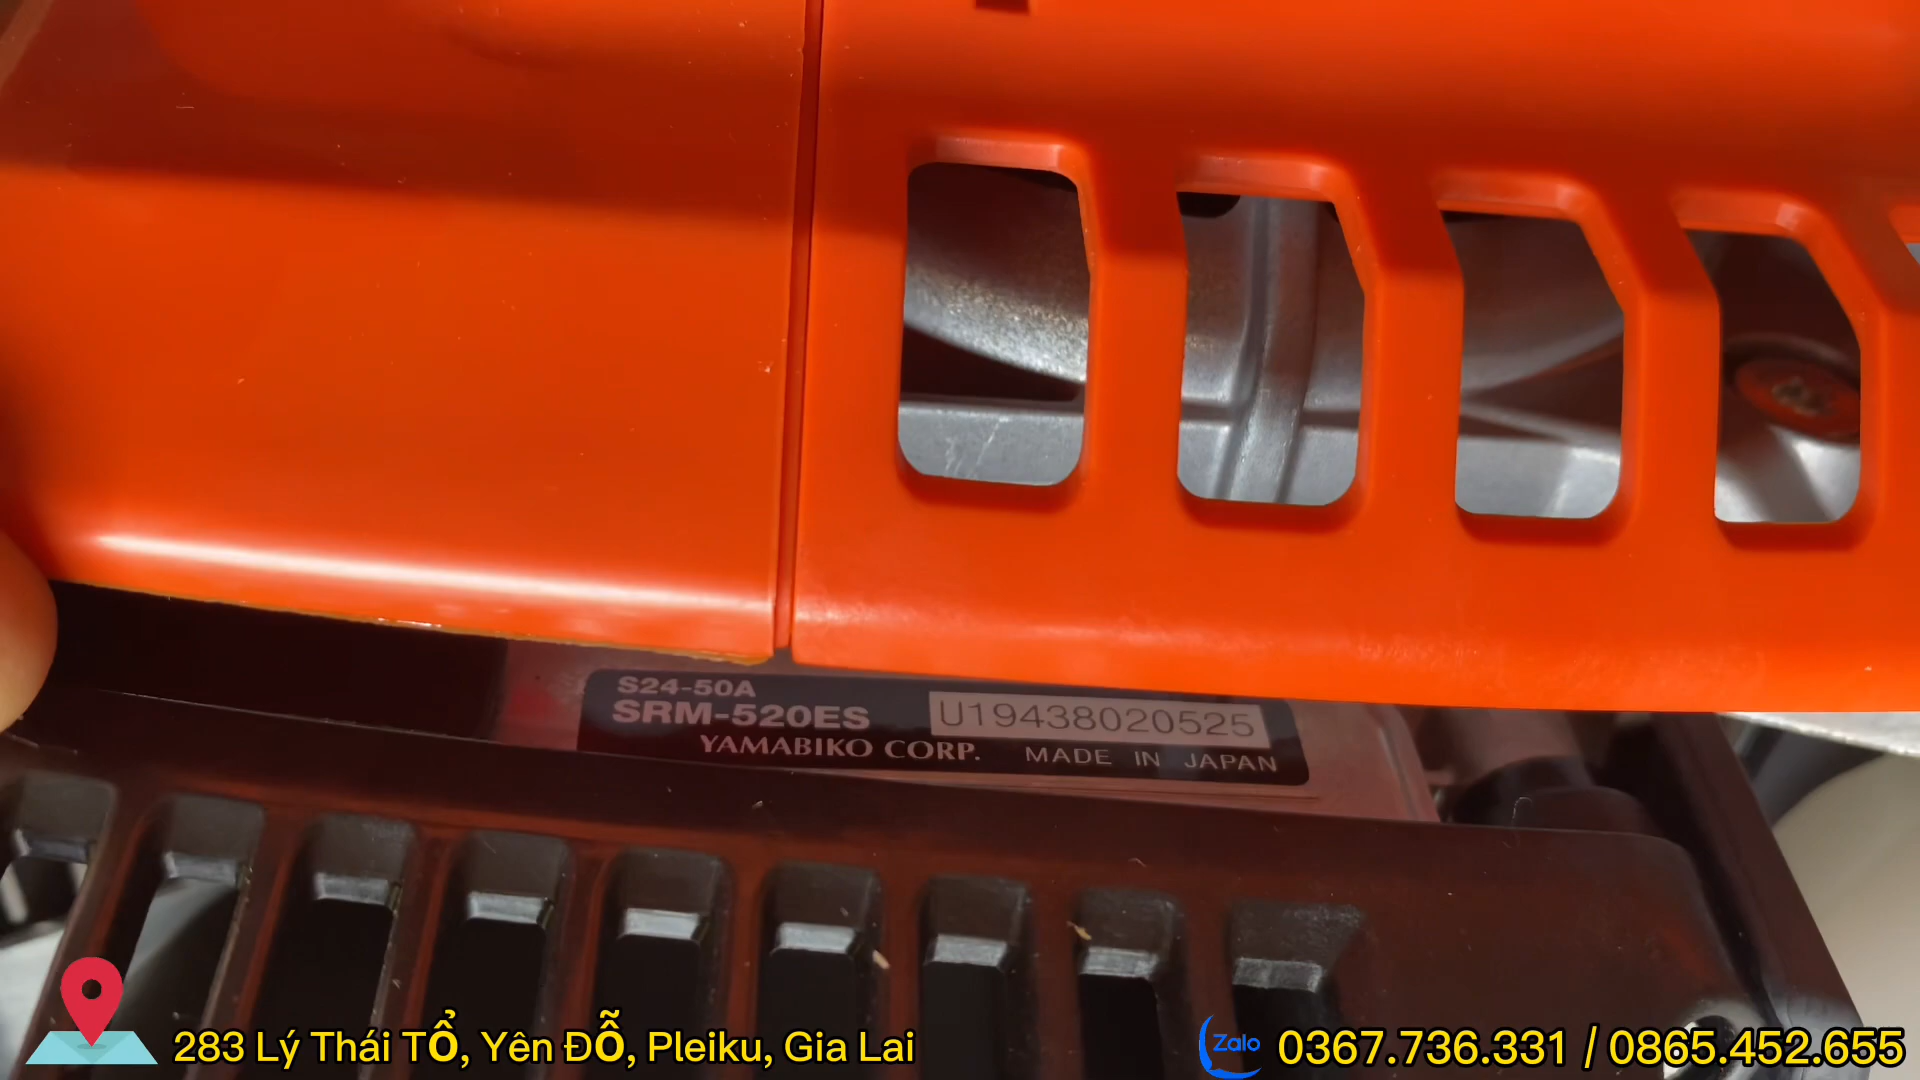 S24-50A
SRM-520ES U19438020525
YAMABIKO CORP. MADE IN JAPAN
283 Lý Thái TỔ, Yên ĐỖ, Pleiku, Gia Lai
Zalo 0367.736.331 / 0865.452.655